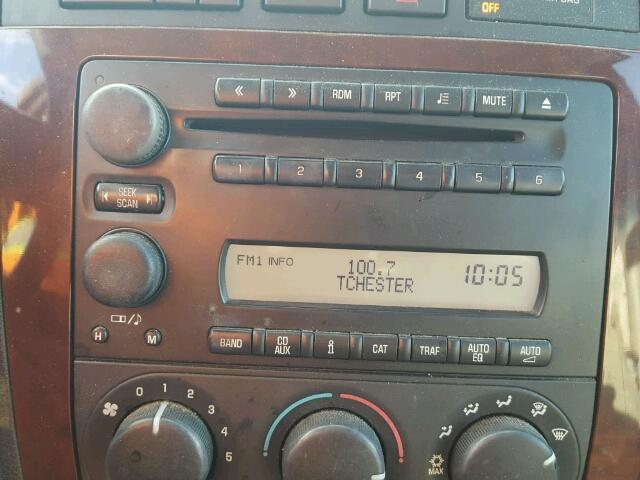 OFF
« » RDM RPT MUTE
1 2 3 4 5 6
SEEK
SCAN
FM1 INFO 100.7 10:05
TCHESTER
H M
BAND CD AUX i CAT TRAF AUTO EQ AUTO
0 1 2 3 4 5
MAX